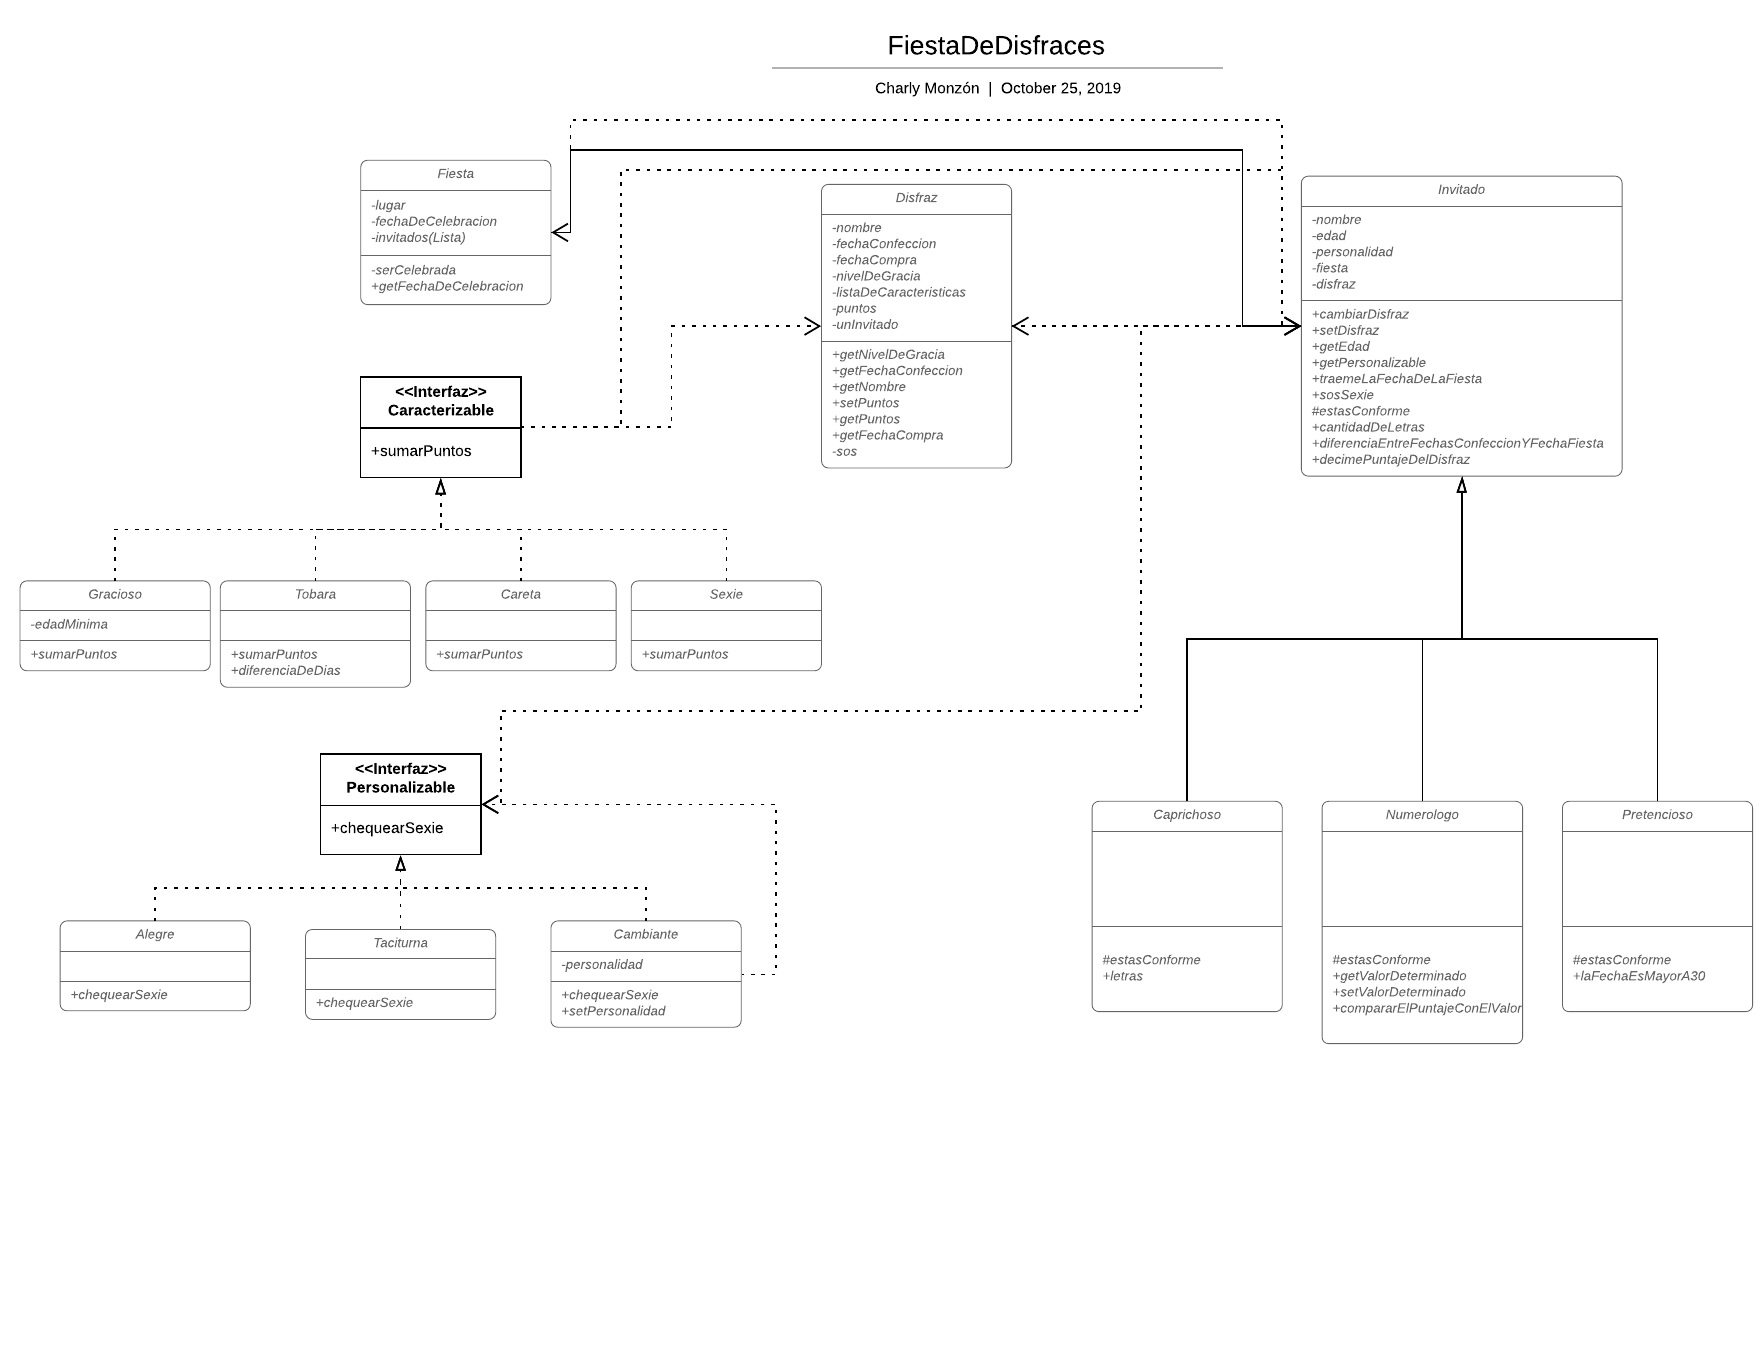 FiestaDeDisfraces
Charly Monzón | October 25, 2019
Fiesta
-lugar
-fechaDeCelebracion
-invitados(Lista)
-serCelebrada
+getFechaDeCelebracion
Disfraz
-nombre
-fechaConfeccion
-fechaCompra
-nivelDeGracia
-listaDeCaracteristicas
-puntos
-unInvitado
+getNivelDeGracia
+getFechaConfeccion
+getNombre
+setPuntos
+getPuntos
+getFechaCompra
-sos
Invitado
-nombre
-edad
-personalidad
-fiesta
-disfraz
+cambiarDisfraz
+setDisfraz
+getEdad
+getPersonalizable
+traemeLaFechaDeLaFiesta
+sosSexie
#estasConforme
+cantidadDeLetras
+diferenciaEntreFechasConfeccionYFechaFiesta
+decimePuntajeDelDisfraz
<<Interfaz>>
Caracterizable
+sumarPuntos
Gracioso
-edadMinima
+sumarPuntos
Tobara
+sumarPuntos
+diferenciaDeDias
Careta
+sumarPuntos
Sexie
+sumarPuntos
<<Interfaz>>
Personalizable
+chequearSexie
Alegre
+chequearSexie
Taciturna
+chequearSexie
Cambiante
-personalidad
+chequearSexie
+setPersonalidad
Caprichoso
#estasConforme
+letras
Numerologo
#estasConforme
+getValorDeterminado
+setValorDeterminado
+compararElPuntajeConElValor
Pretencioso
#estasConforme
+laFechaEsMayorA30